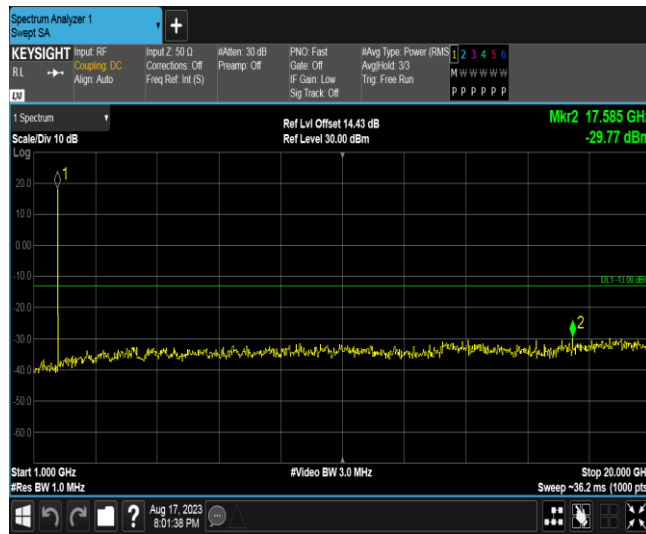 Spectrum Analyzer 1
Swept SA
+
KEYSIGHT Input: RF Input Z: 50 Ω #Atten: 30 dB PNO: Fast #Avg Type: Power (RMS 1 2 3 4 5 6
RL Coupling: DC Corrections: Off Preamp: Off Gate: Off Avg|Hold: 3/3 M W W W W W
Align: Auto Freq Ref: Int (S) IF Gain: Low Trig: Free Run
LXI Sig Track: Off P P P P P P
1 Spectrum Ref Lvl Offset 14.43 dB Mkr2 17.585 GHz
Scale/Div 10 dB Ref Level 30.00 dBm -29.77 dBm
Log
1
20.0
10.0
0.00
-10.0
DL1 -13.00 dBm
-20.0
2
-30.0
-40.0
-50.0
-60.0
Start 1.000 GHz #Video BW 3.0 MHz Stop 20.000 GH
#Res BW 1.0 MHz Sweep ~36.2 ms (1000 pts
? Aug 17, 2023
8:01:38 PM